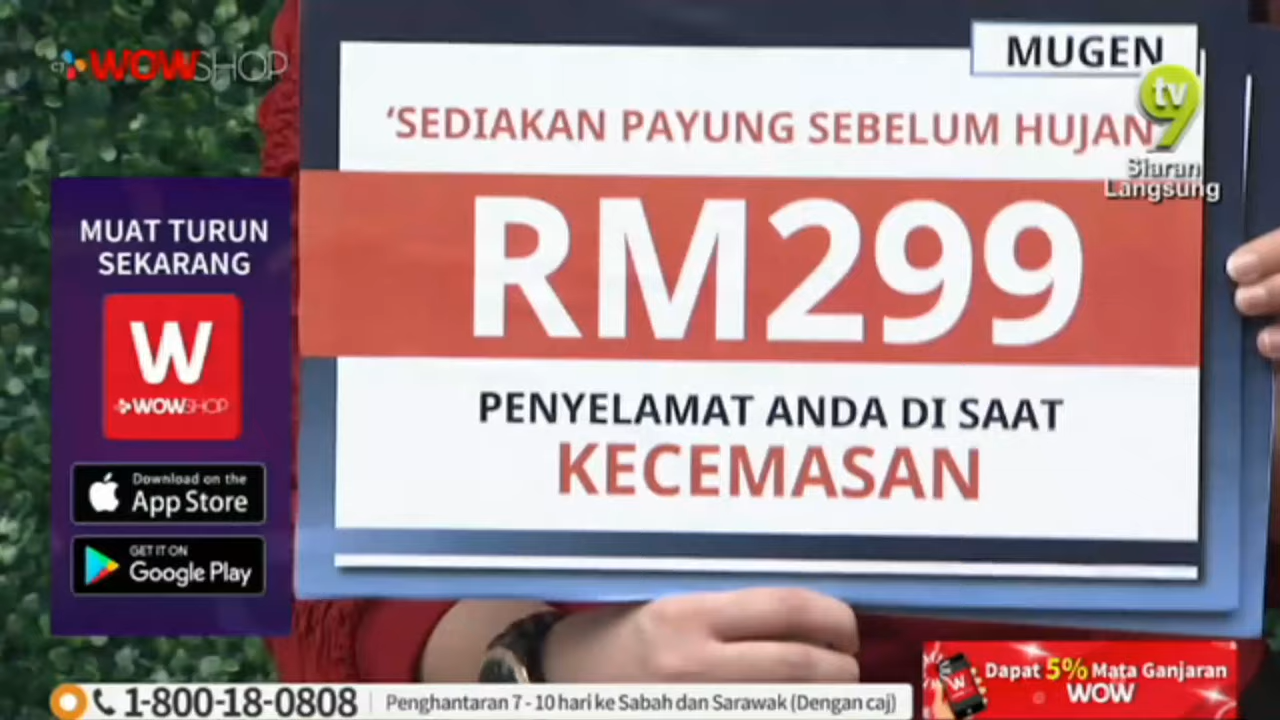 WOWSHOP
MUGEN
'SEDIAKAN PAYUNG SEBELUM HUJAN'
tv9
Siaran
Langsung
RM299
PENYELAMAT ANDA DI SAAT
KECEMASAN
MUAT TURUN
SEKARANG
W
WOWSHOP
Download on the
App Store
GET IT ON
Google Play
1-800-18-0808
Penghantaran 7 - 10 hari ke Sabah dan Sarawak (Dengan caj)
Dapat 5% Mata Ganjaran
WOW
W